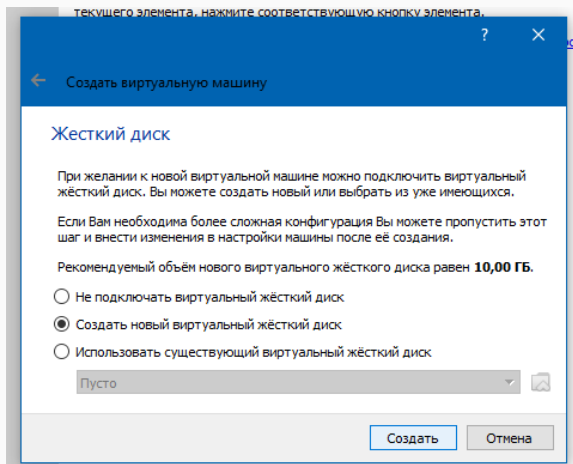 текущего элемента, нажмите соответствующую кнопку элемента.
?
Создать виртуальную машину
Жесткий диск
При желании к новой виртуальной машине можно подключить виртуальный
жёсткий диск. Вы можете создать новый или выбрать из уже имеющихся.
Если Вам необходима более сложная конфигурация Вы можете пропустить этот
шаг и внести изменения в настройки машины после её создания.
Рекомендуемый объём нового виртуального жёсткого диска равен 10,00 ГБ.
Не подключать виртуальный жёсткий диск
Создать новый виртуальный жёсткий диск
Использовать существующий виртуальный жёсткий диск
Пусто
Создать Отмена